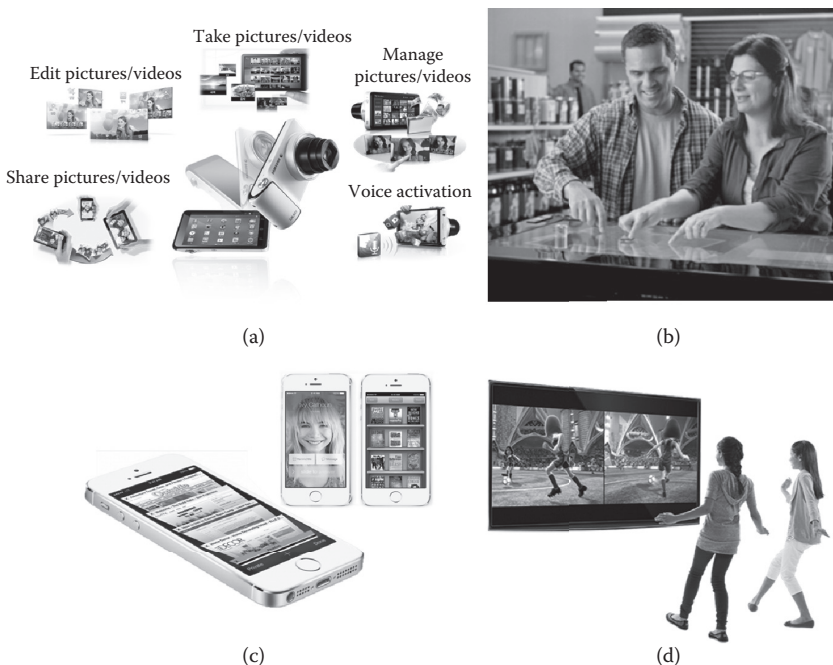 Take pictures/videos
Edit pictures/videos
Manage
pictures/videos
Share pictures/videos
Voice activation
(a)
(b)
(c)
(d)